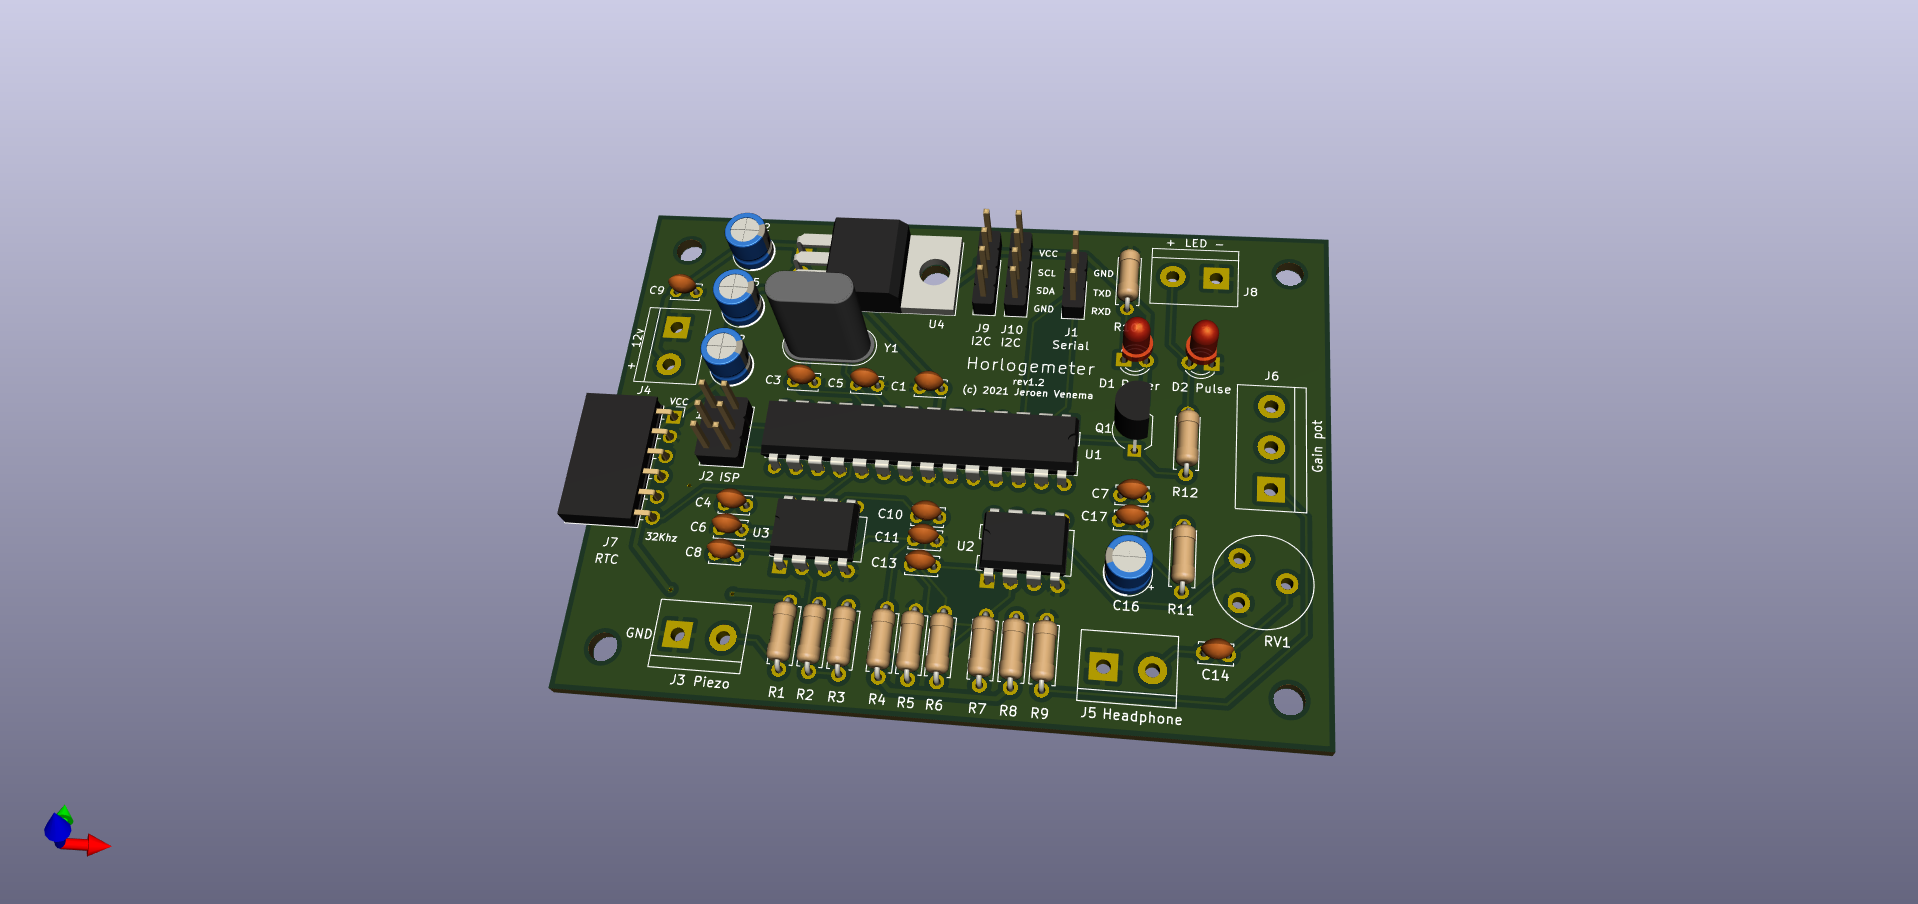 + LED −
J8
C9
12v
+
J4
U4
Y1
J9
I2C
J10
I2C
VCC
SCL
SDA
GND
GND
TXD
RXD
J1
Serial
Horlogemeter
rev1.2
(c) 2021 Jeroen Venema
D2 Pulse
J6
Gain pot
C3
C5
C1
VCC
J2 ISP
U1
Q1
R12
C7
C17
C4
C6
C8
U3
C10
C11
C13
U2
J7
RTC
32Khz
C16
+
R11
RV1
C14
GND
J3 Piezo
R1
R2
R3
R4
R5
R6
R7
R8
R9
J5 Headphone